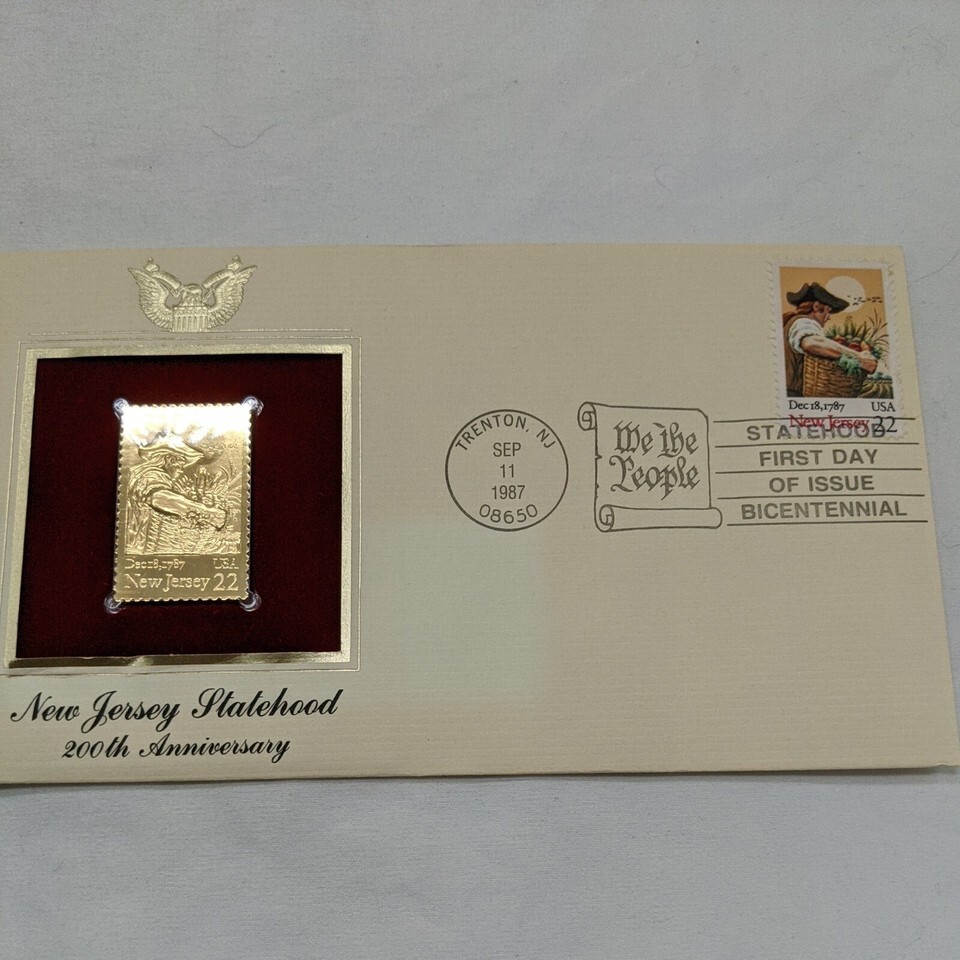 Dec 18, 1787 USA
New Jersey 22
TRENTON, NJ
SEP
11
1987
08650
We the
People
STATEHOOD
FIRST DAY
OF ISSUE
BICENTENNIAL
Dec 18, 1787 USA
New Jersey 22
New Jersey Statehood
200th Anniversary